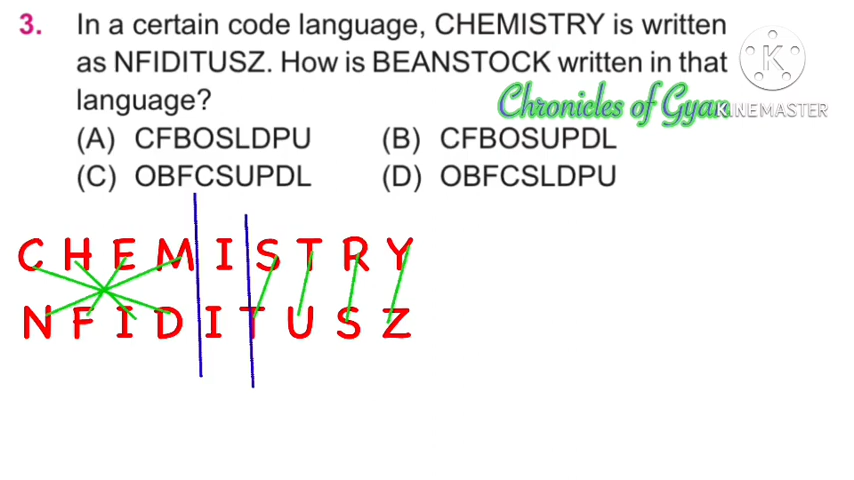 3. In a certain code language, CHEMISTRY is written
as NFIDITUSZ. How is BEANSTOCK written in that
language?
Chronicles of Gyan
K
KINEMASTER
(A) CFBOSLDPU (B) CFBOSUPDL
(C) OBFCSUPDL (D) OBFCSLDPU
C H E M I S T R Y
N F I D I T U S Z